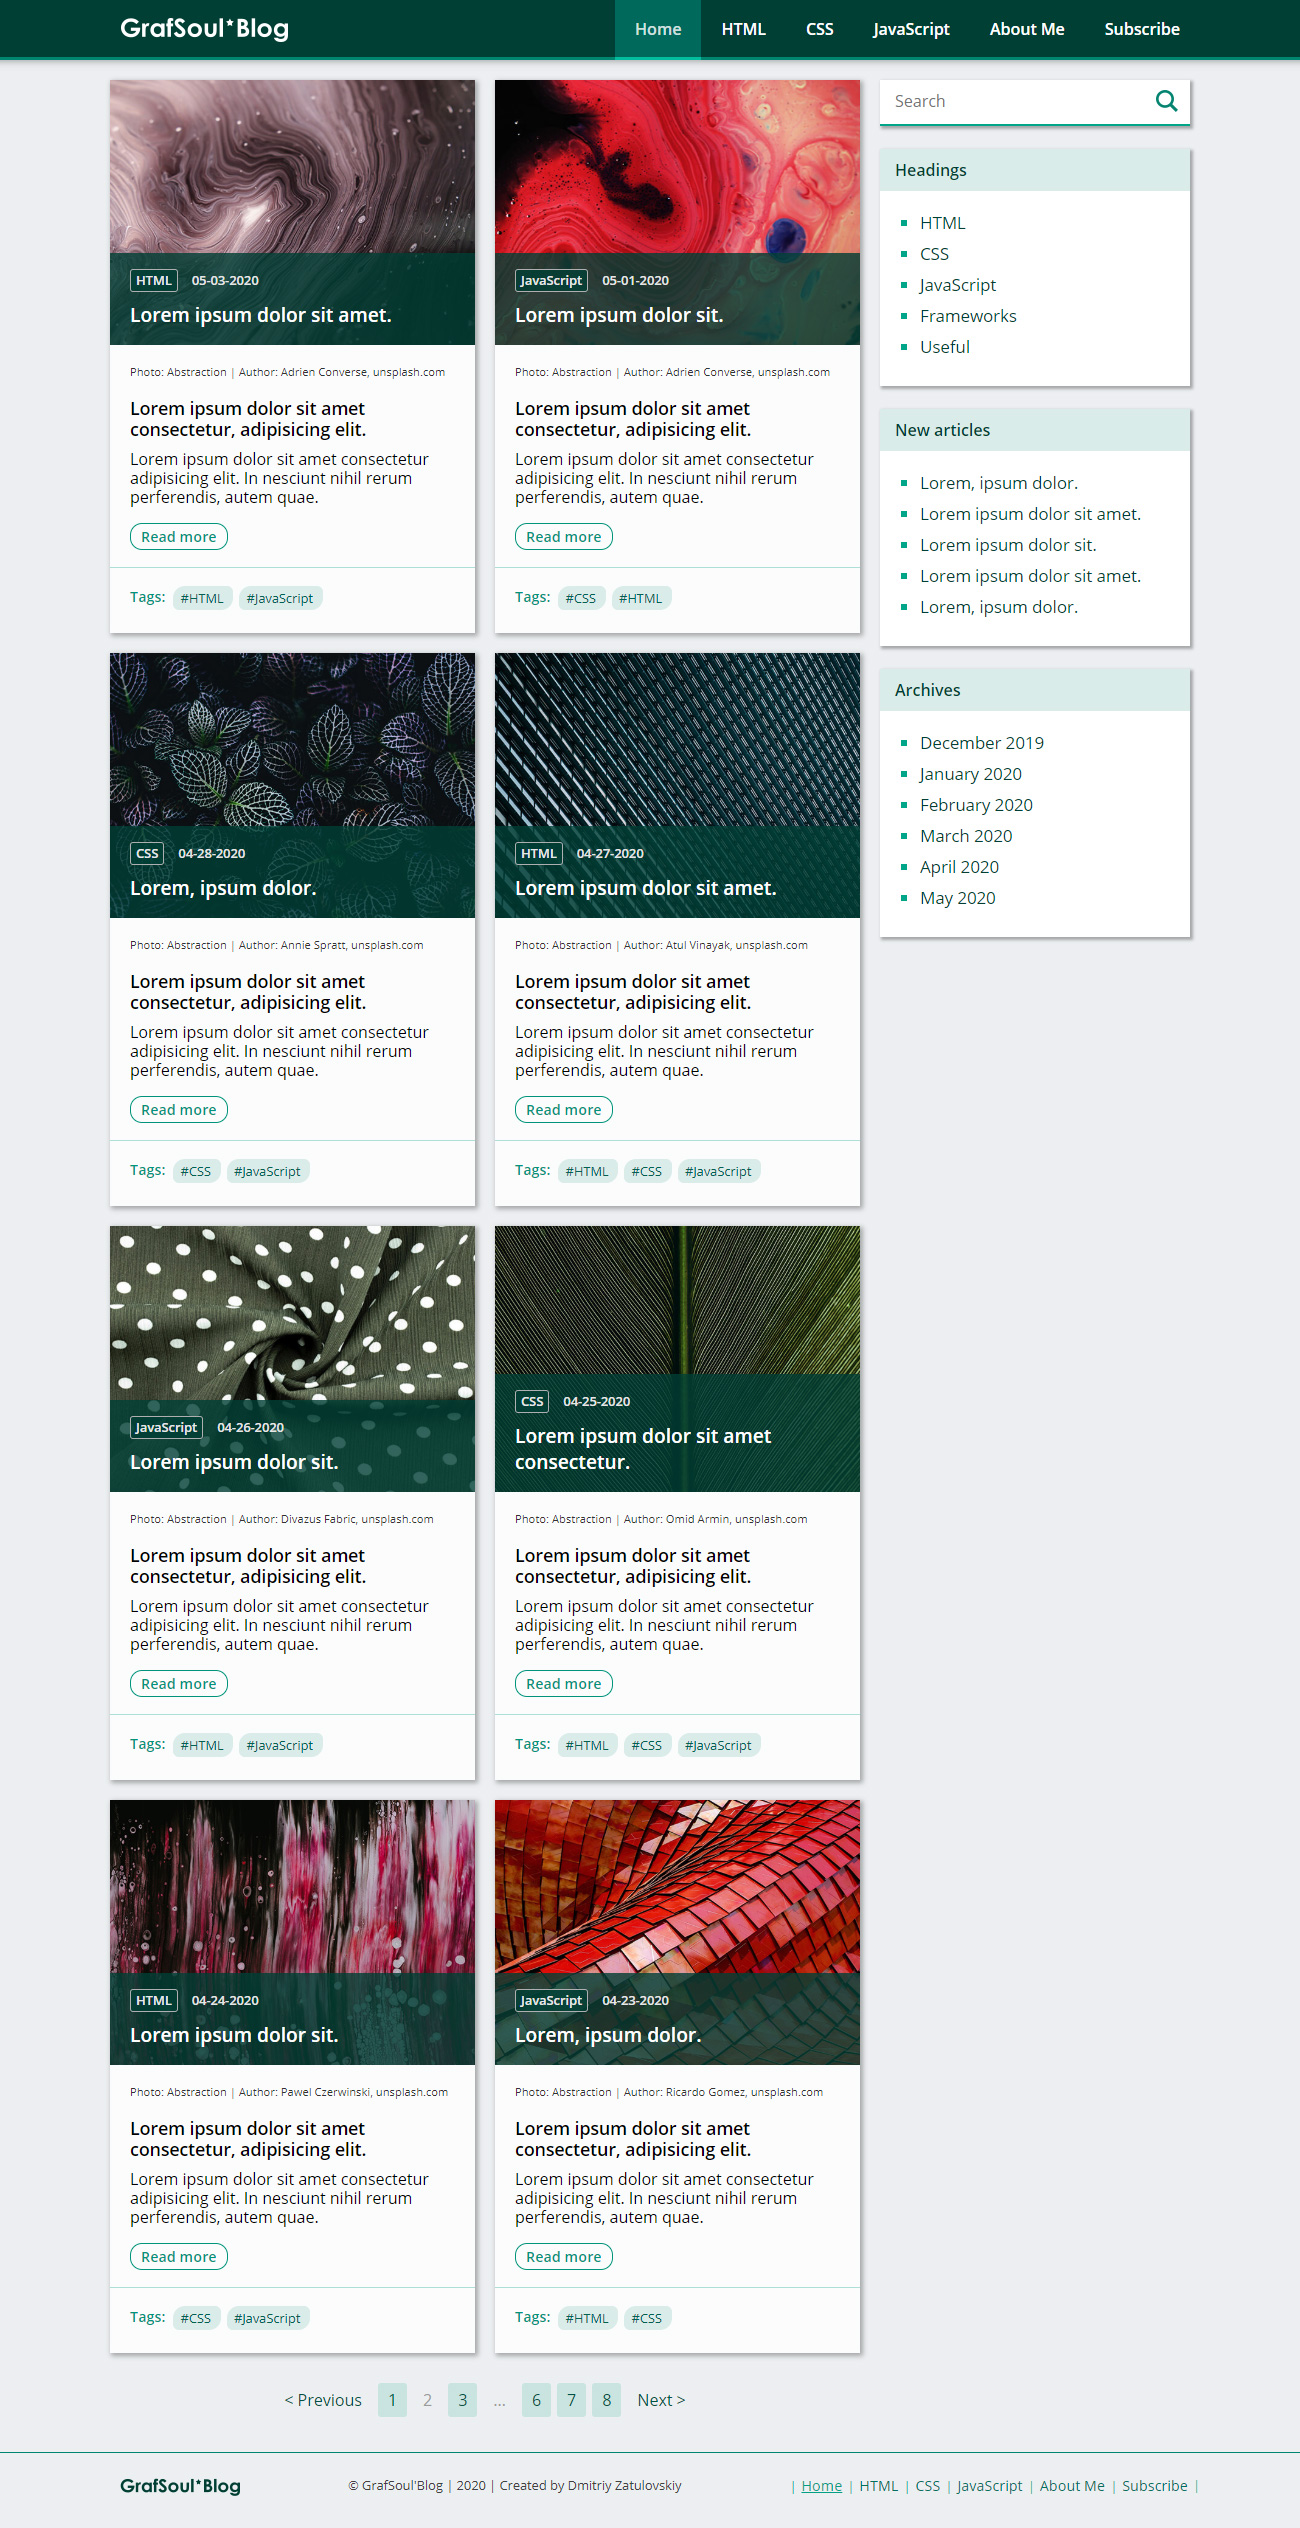 GrafSoul*Blog
Home HTML CSS JavaScript About Me Subscribe
HTML 05-03-2020
Lorem ipsum dolor sit amet.
Photo: Abstraction | Author: Adrien Converse, unsplash.com
Lorem ipsum dolor sit amet
consectetur, adipisicing elit.
Lorem ipsum dolor sit amet consectetur
adipisicing elit. In nesciunt nihil rerum
perferendis, autem quae.
Read more
Tags: #HTML #JavaScript
JavaScript 05-01-2020
Lorem ipsum dolor sit.
Photo: Abstraction | Author: Adrien Converse, unsplash.com
Lorem ipsum dolor sit amet
consectetur, adipisicing elit.
Lorem ipsum dolor sit amet consectetur
adipisicing elit. In nesciunt nihil rerum
perferendis, autem quae.
Read more
Tags: #CSS #HTML
CSS 04-28-2020
Lorem, ipsum dolor.
Photo: Abstraction | Author: Annie Spratt, unsplash.com
Lorem ipsum dolor sit amet
consectetur, adipisicing elit.
Lorem ipsum dolor sit amet consectetur
adipisicing elit. In nesciunt nihil rerum
perferendis, autem quae.
Read more
Tags: #CSS #JavaScript
HTML 04-27-2020
Lorem ipsum dolor sit amet.
Photo: Abstraction | Author: Atul Vinayak, unsplash.com
Lorem ipsum dolor sit amet
consectetur, adipisicing elit.
Lorem ipsum dolor sit amet consectetur
adipisicing elit. In nesciunt nihil rerum
perferendis, autem quae.
Read more
Tags: #HTML #CSS #JavaScript
JavaScript 04-26-2020
Lorem ipsum dolor sit.
Photo: Abstraction | Author: Divazus Fabric, unsplash.com
Lorem ipsum dolor sit amet
consectetur, adipisicing elit.
Lorem ipsum dolor sit amet consectetur
adipisicing elit. In nesciunt nihil rerum
perferendis, autem quae.
Read more
Tags: #HTML #JavaScript
CSS 04-25-2020
Lorem ipsum dolor sit amet
consectetur.
Photo: Abstraction | Author: Omid Armin, unsplash.com
Lorem ipsum dolor sit amet
consectetur, adipisicing elit.
Lorem ipsum dolor sit amet consectetur
adipisicing elit. In nesciunt nihil rerum
perferendis, autem quae.
Read more
Tags: #HTML #CSS #JavaScript
HTML 04-24-2020
Lorem ipsum dolor sit.
Photo: Abstraction | Author: Pawel Czerwinski, unsplash.com
Lorem ipsum dolor sit amet
consectetur, adipisicing elit.
Lorem ipsum dolor sit amet consectetur
adipisicing elit. In nesciunt nihil rerum
perferendis, autem quae.
Read more
Tags: #CSS #JavaScript
JavaScript 04-23-2020
Lorem, ipsum dolor.
Photo: Abstraction | Author: Ricardo Gomez, unsplash.com
Lorem ipsum dolor sit amet
consectetur, adipisicing elit.
Lorem ipsum dolor sit amet consectetur
adipisicing elit. In nesciunt nihil rerum
perferendis, autem quae.
Read more
Tags: #HTML #CSS
< Previous 1 2 3 ... 6 7 8 Next >
Search
Headings
HTML
CSS
JavaScript
Frameworks
Useful
New articles
Lorem, ipsum dolor.
Lorem ipsum dolor sit amet.
Lorem ipsum dolor sit.
Lorem ipsum dolor sit amet.
Lorem, ipsum dolor.
Archives
December 2019
January 2020
February 2020
March 2020
April 2020
May 2020
GrafSoul*Blog
© GrafSoul'Blog | 2020 | Created by Dmitriy Zatulovskiy
| Home | HTML | CSS | JavaScript | About Me | Subscribe |